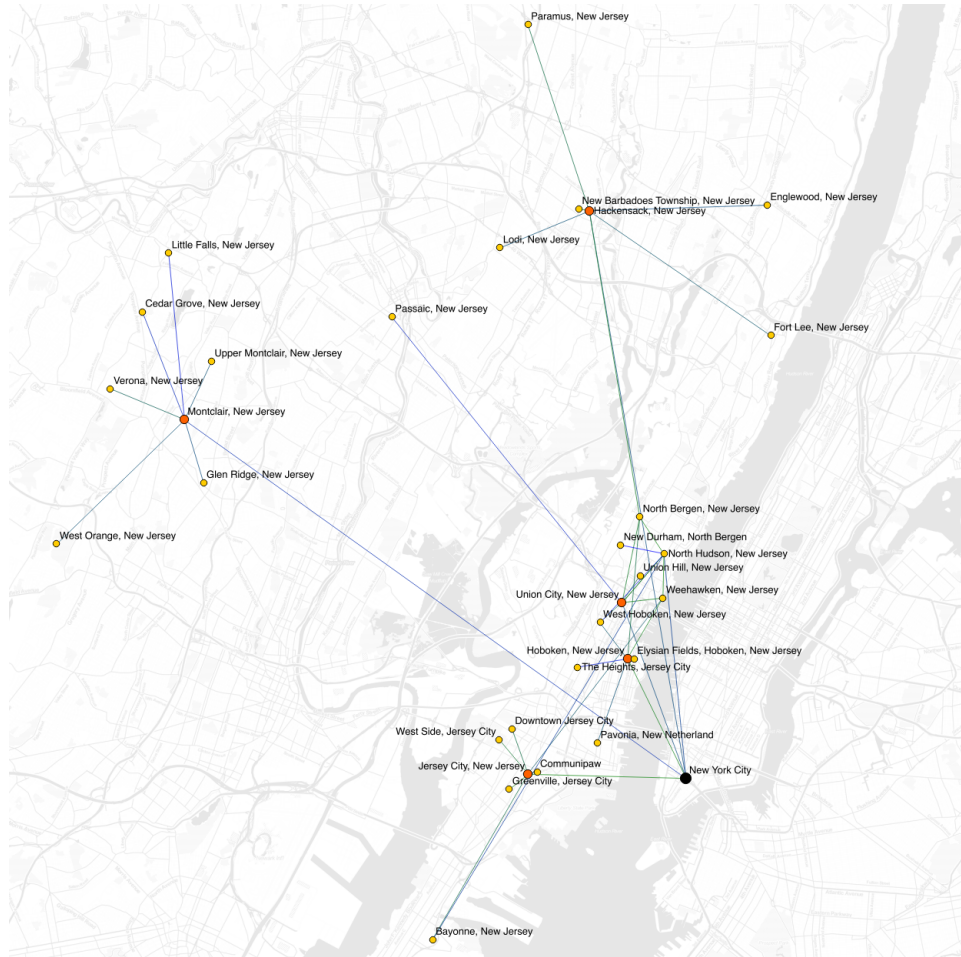 Paramus, New Jersey
New Barbadoes Township, New Jersey
Englewood, New Jersey
Hackensack, New Jersey
Lodi, New Jersey
Little Falls, New Jersey
Cedar Grove, New Jersey
Passaic, New Jersey
Fort Lee, New Jersey
Upper Montclair, New Jersey
Verona, New Jersey
Montclair, New Jersey
Glen Ridge, New Jersey
West Orange, New Jersey
North Bergen, New Jersey
New Durham, North Bergen
North Hudson, New Jersey
Union Hill, New Jersey
Union City, New Jersey
Weehawken, New Jersey
West Hoboken, New Jersey
Hoboken, New Jersey
Elysian Fields, Hoboken, New Jersey
The Heights, Jersey City
Downtown Jersey City
West Side, Jersey City
Pavonia, New Netherland
Jersey City, New Jersey
Communipaw
New York City
Greenville, Jersey City
Bayonne, New Jersey